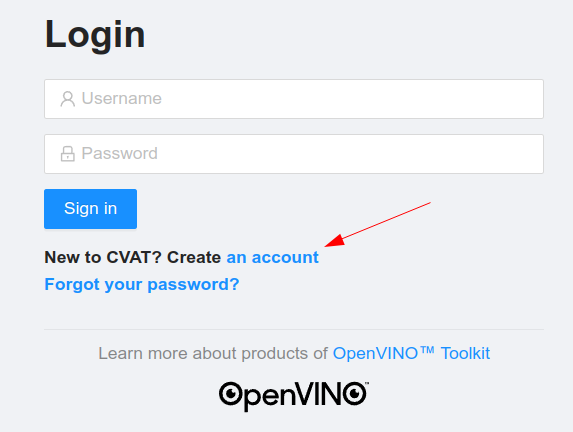 Login
Username
Password
Sign in
New to CVAT? Create an account
Forgot your password?
Learn more about products of OpenVINO™ Toolkit
OpenVINO™